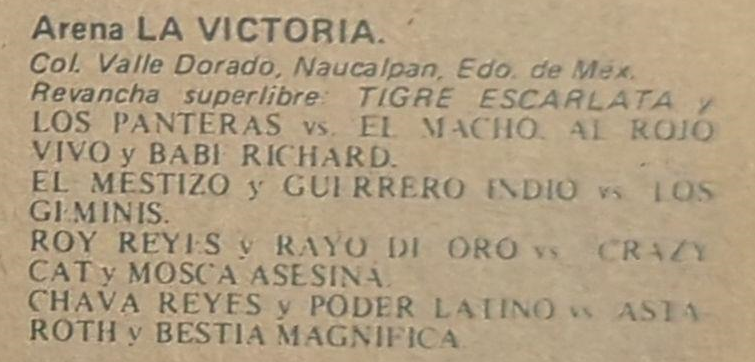 Arena LA VICTORIA.
Col. Valle Dorado, Naucalpan, Edo. de Méx.
Revancha superlibre: TIGRE ESCARLATA y
LOS PANTERAS vs. EL MACHO, AL ROJO
VIVO y BABE RICHARD.
EL MESTIZO y GUERRERO INDIO vs. LOS
GEMINIS.
ROY REYES y RAYO DE ORO vs. CRAZY
CAT y MOSCA ASESINA.
CHAVA REYES y PODER LATINO vs. ASTA
ROTH y BESTIA MAGNIFICA.